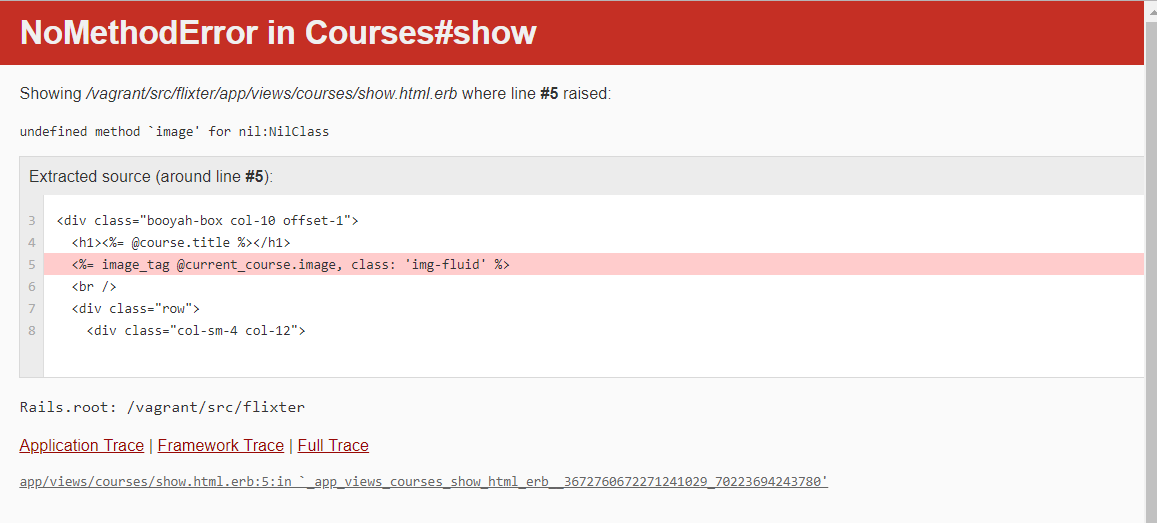 NoMethodError in Courses#show
Showing /vagrant/src/flixter/app/views/courses/show.html.erb where line #5 raised:
undefined method `image' for nil:NilClass
Extracted source (around line #5):
3 <div class="booyah-box col-10 offset-1">
4 <h1><%= @course.title %></h1>
5 <%= image_tag @current_course.image, class: 'img-fluid' %>
6 <br />
7 <div class="row">
8 <div class="col-sm-4 col-12">
Rails.root: /vagrant/src/flixter
Application Trace | Framework Trace | Full Trace
app/views/courses/show.html.erb:5:in `_app_views_courses_show_html_erb__3672760672271241029_70223694243780'